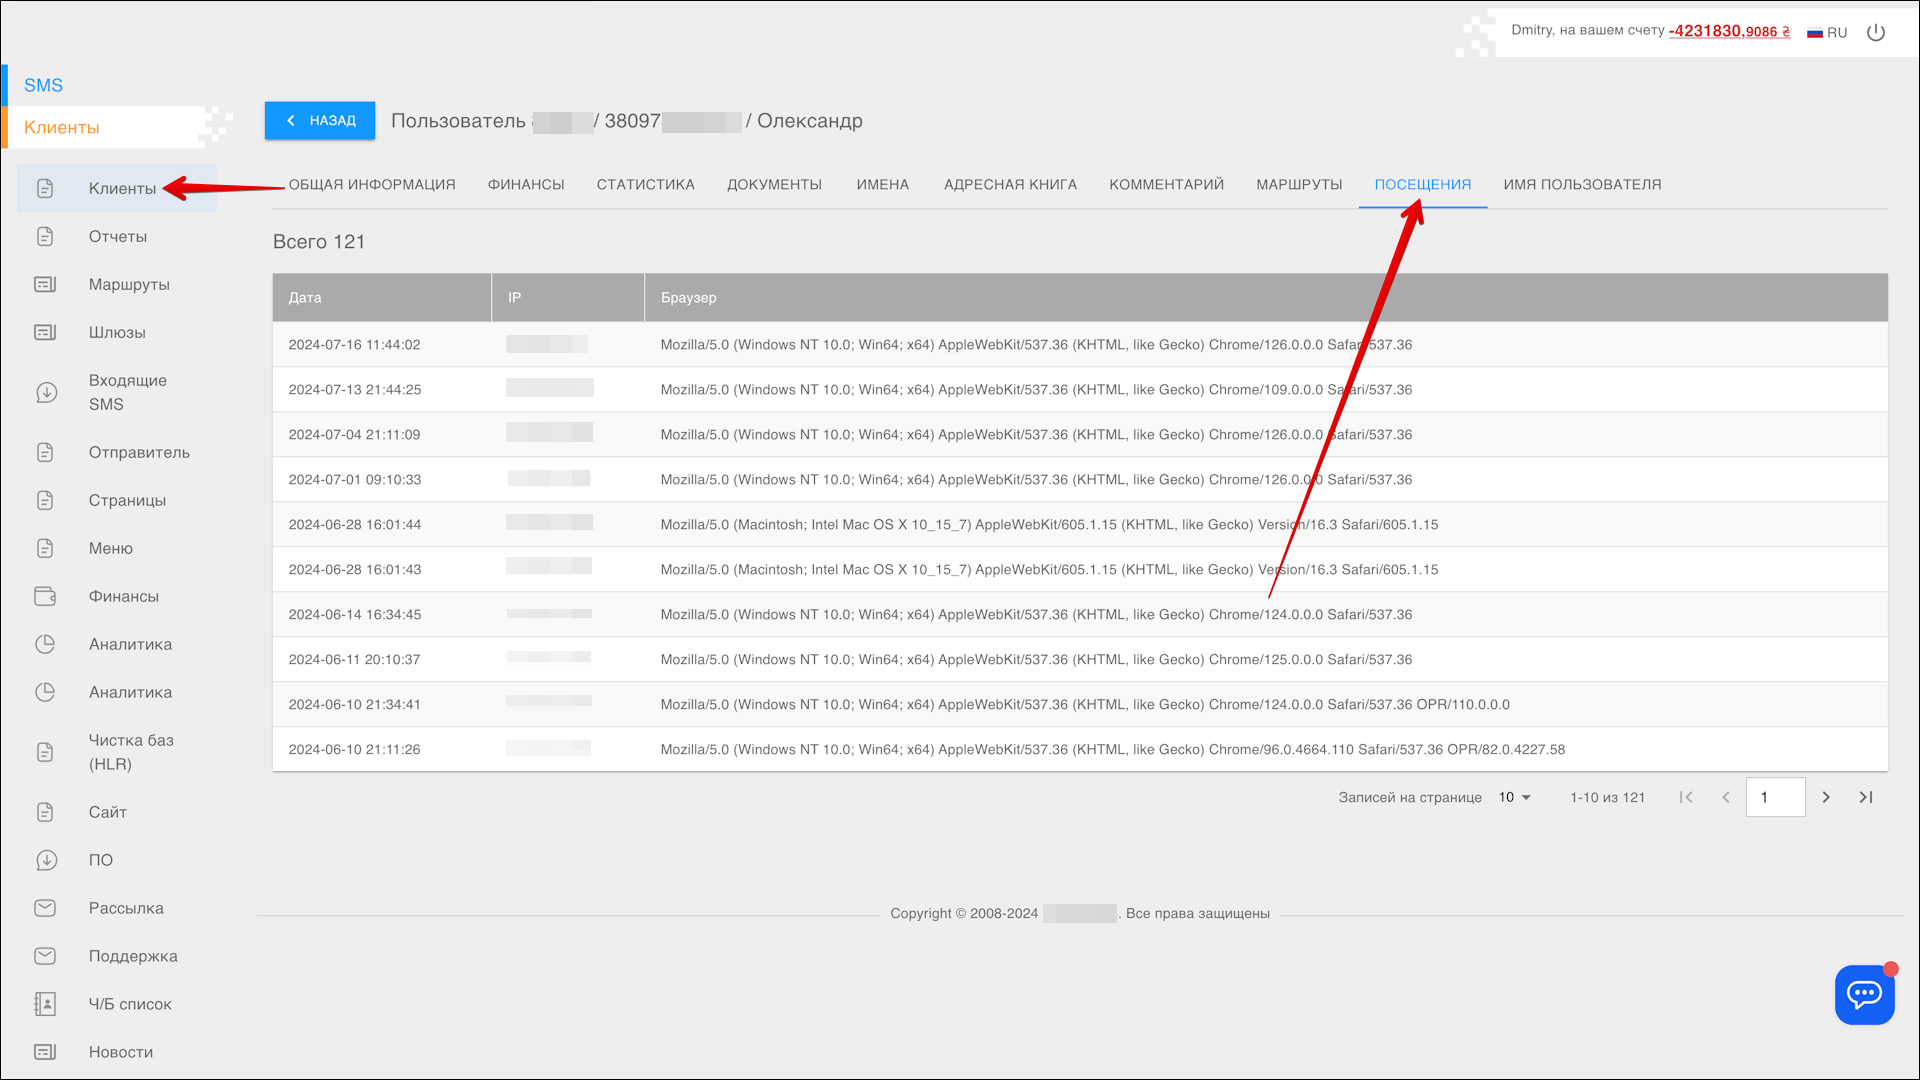 Dmitry, на вашем счету -4231830,9086 ₴ RU
SMS
Клиенты
НАЗАД
Пользователь / 38097 / Олександр
Клиенты
Отчеты
Маршруты
Шлюзы
Входящие
SMS
Отправитель
Страницы
Меню
Финансы
Аналитика
Аналитика
Чистка баз
(HLR)
Сайт
ПО
Рассылка
Поддержка
Ч/Б список
Новости
ОБЩАЯ ИНФОРМАЦИЯ ФИНАНСЫ СТАТИСТИКА ДОКУМЕНТЫ ИМЕНА АДРЕСНАЯ КНИГА КОММЕНТАРИЙ МАРШРУТЫ ПОСЕЩЕНИЯ ИМЯ ПОЛЬЗОВАТЕЛЯ
Всего 121
Дата IP Браузер
2024-07-16 11:44:02 Mozilla/5.0 (Windows NT 10.0; Win64; x64) AppleWebKit/537.36 (KHTML, like Gecko) Chrome/126.0.0.0 Safari/537.36
2024-07-13 21:44:25 Mozilla/5.0 (Windows NT 10.0; Win64; x64) AppleWebKit/537.36 (KHTML, like Gecko) Chrome/109.0.0.0 Safari/537.36
2024-07-04 21:11:09 Mozilla/5.0 (Windows NT 10.0; Win64; x64) AppleWebKit/537.36 (KHTML, like Gecko) Chrome/126.0.0.0 Safari/537.36
2024-07-01 09:10:33 Mozilla/5.0 (Windows NT 10.0; Win64; x64) AppleWebKit/537.36 (KHTML, like Gecko) Chrome/126.0.0.0 Safari/537.36
2024-06-28 16:01:44 Mozilla/5.0 (Macintosh; Intel Mac OS X 10_15_7) AppleWebKit/605.1.15 (KHTML, like Gecko) Version/16.3 Safari/605.1.15
2024-06-28 16:01:43 Mozilla/5.0 (Macintosh; Intel Mac OS X 10_15_7) AppleWebKit/605.1.15 (KHTML, like Gecko) Version/16.3 Safari/605.1.15
2024-06-14 16:34:45 Mozilla/5.0 (Windows NT 10.0; Win64; x64) AppleWebKit/537.36 (KHTML, like Gecko) Chrome/124.0.0.0 Safari/537.36
2024-06-11 20:10:37 Mozilla/5.0 (Windows NT 10.0; Win64; x64) AppleWebKit/537.36 (KHTML, like Gecko) Chrome/125.0.0.0 Safari/537.36
2024-06-10 21:34:41 Mozilla/5.0 (Windows NT 10.0; Win64; x64) AppleWebKit/537.36 (KHTML, like Gecko) Chrome/124.0.0.0 Safari/537.36 OPR/110.0.0.0
2024-06-10 21:11:26 Mozilla/5.0 (Windows NT 10.0; Win64; x64) AppleWebKit/537.36 (KHTML, like Gecko) Chrome/96.0.4664.110 Safari/537.36 OPR/82.0.4227.58
Записей на странице 10 1-10 из 121 1
Copyright © 2008-2024 . Все права защищены